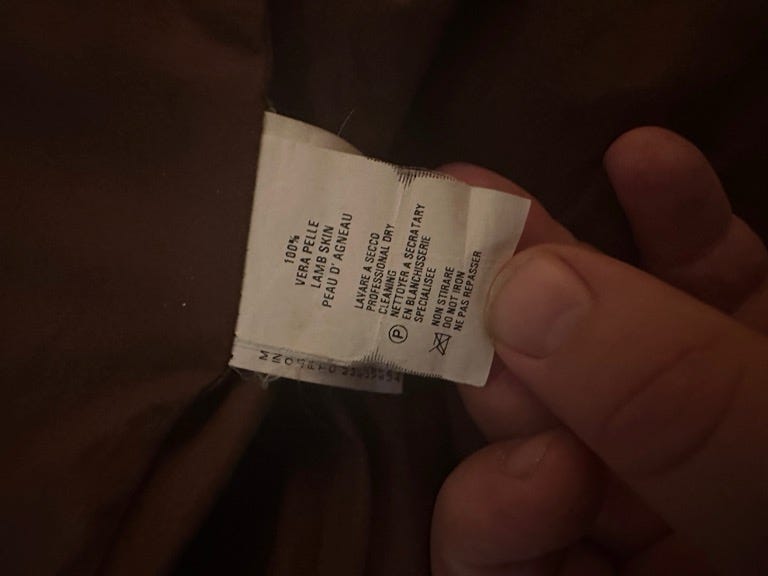 100%
VERA PELLE
LAMB SKIN
PEAU D'AGNEAU
LAVARE A SECCO
PROFESSIONAL DRY
CLEANING
NETTOYER A SECRATARY
EN BLANCHISSERIE
SPECIALISEE
P
NON STIRARE
DO NOT IRON
NE PAS REPASSER